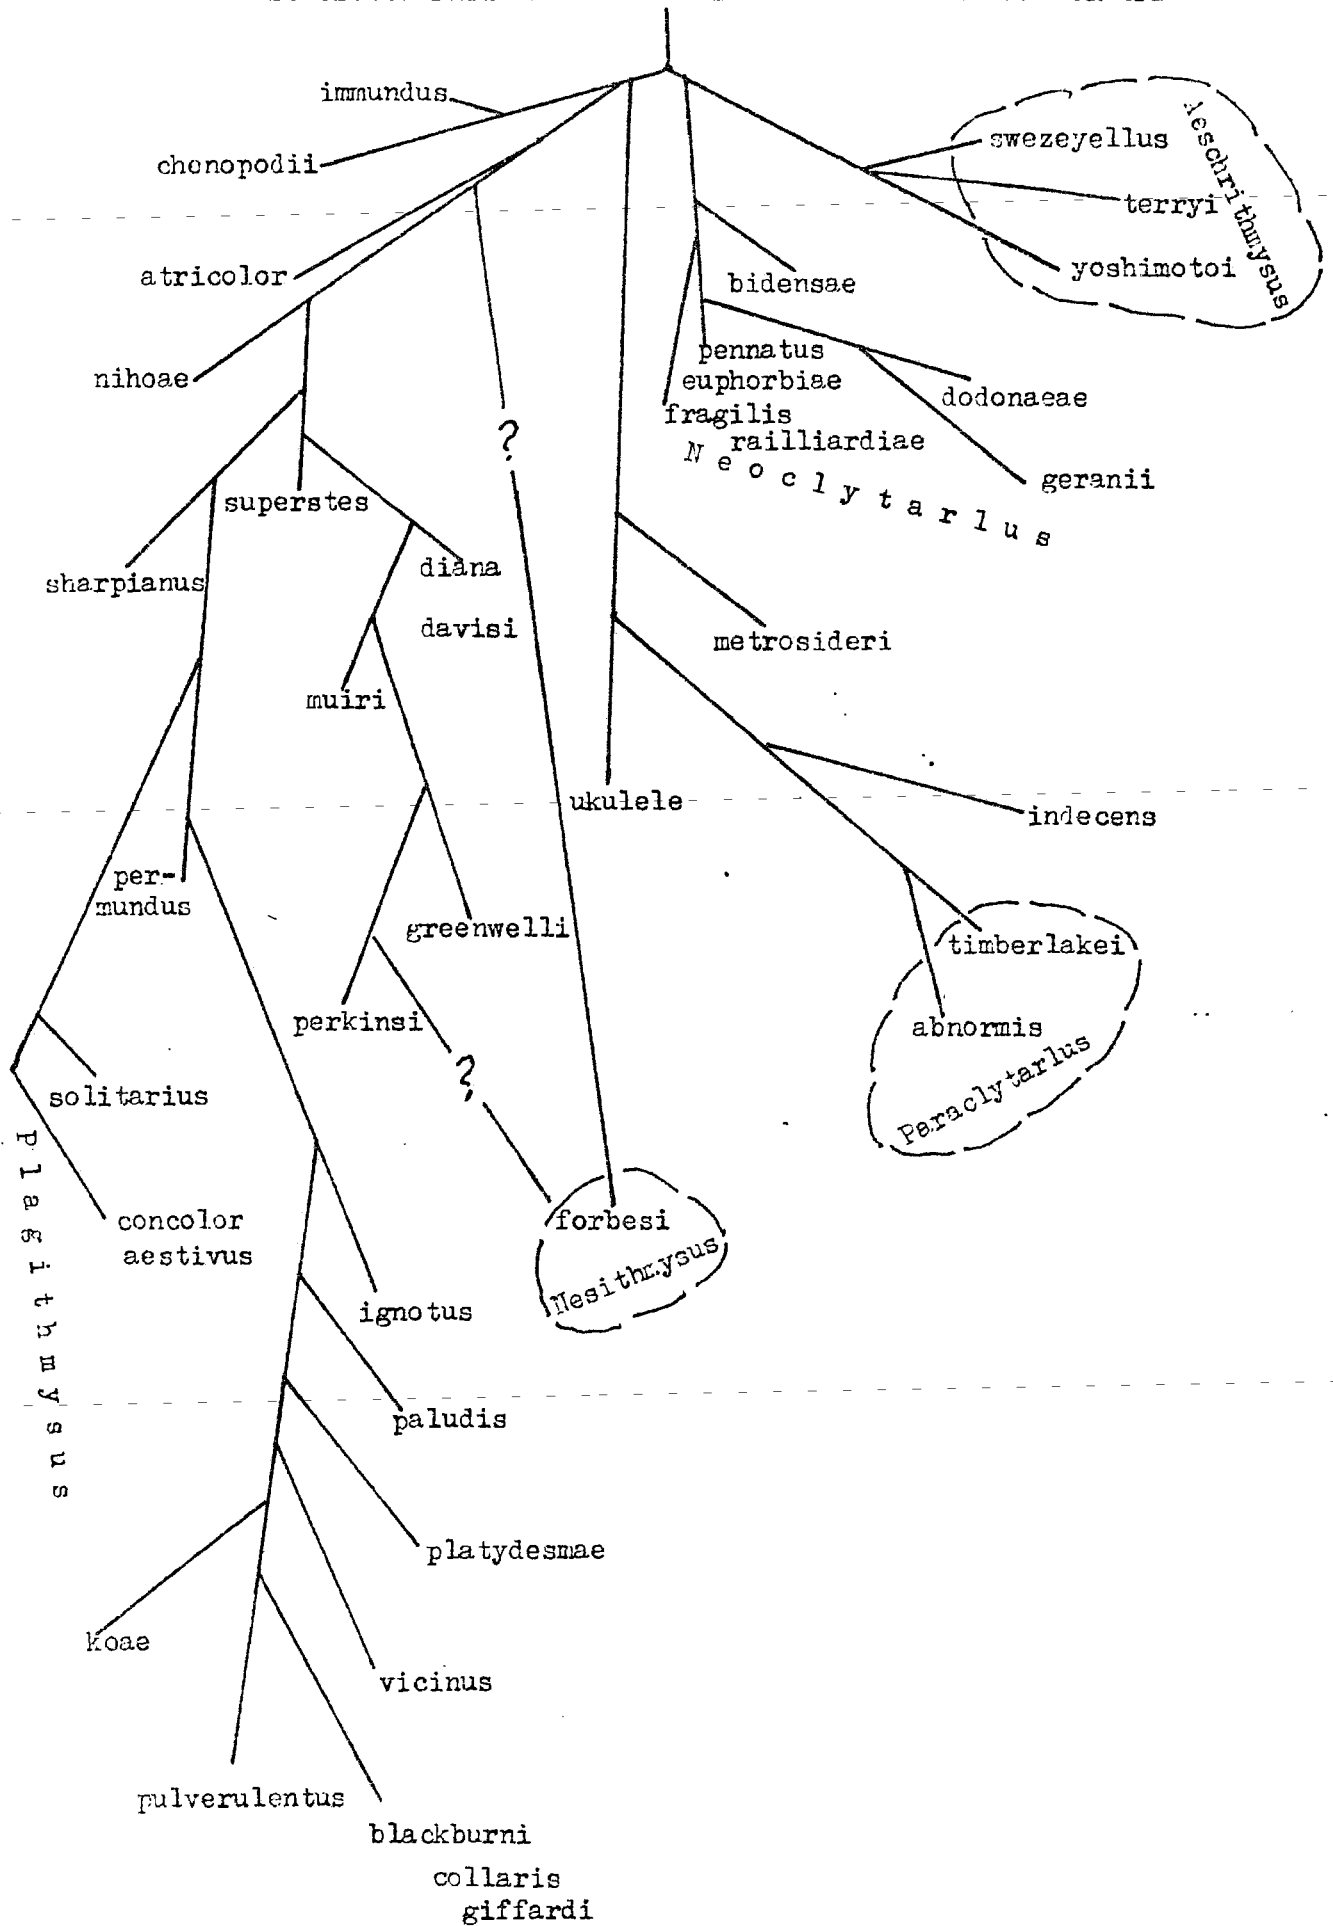 immundus
swezeyellus
Aeschrithmysus
chenopodii
terryi
yoshimotoi
atricolor
bidensae
pennatus
nihoae
euphorbiae
dodonaeae
fragilis
?
railliardiae
Neoclytarlus
geranii
superstes
diana
sharpianus
davisi
metrosideri
muiri
ukulele
indecens
per-
mundus
greenwelli
timberlakei
perkinsi
abnormis
Paraclytarlus
?
solitarius
Plagithmysus
concolor
aestivus
forbesi
Nesithmysus
ignotus
paludis
platydesmae
koae
vicinus
pulverulentus
blackburni
collaris
giffardi